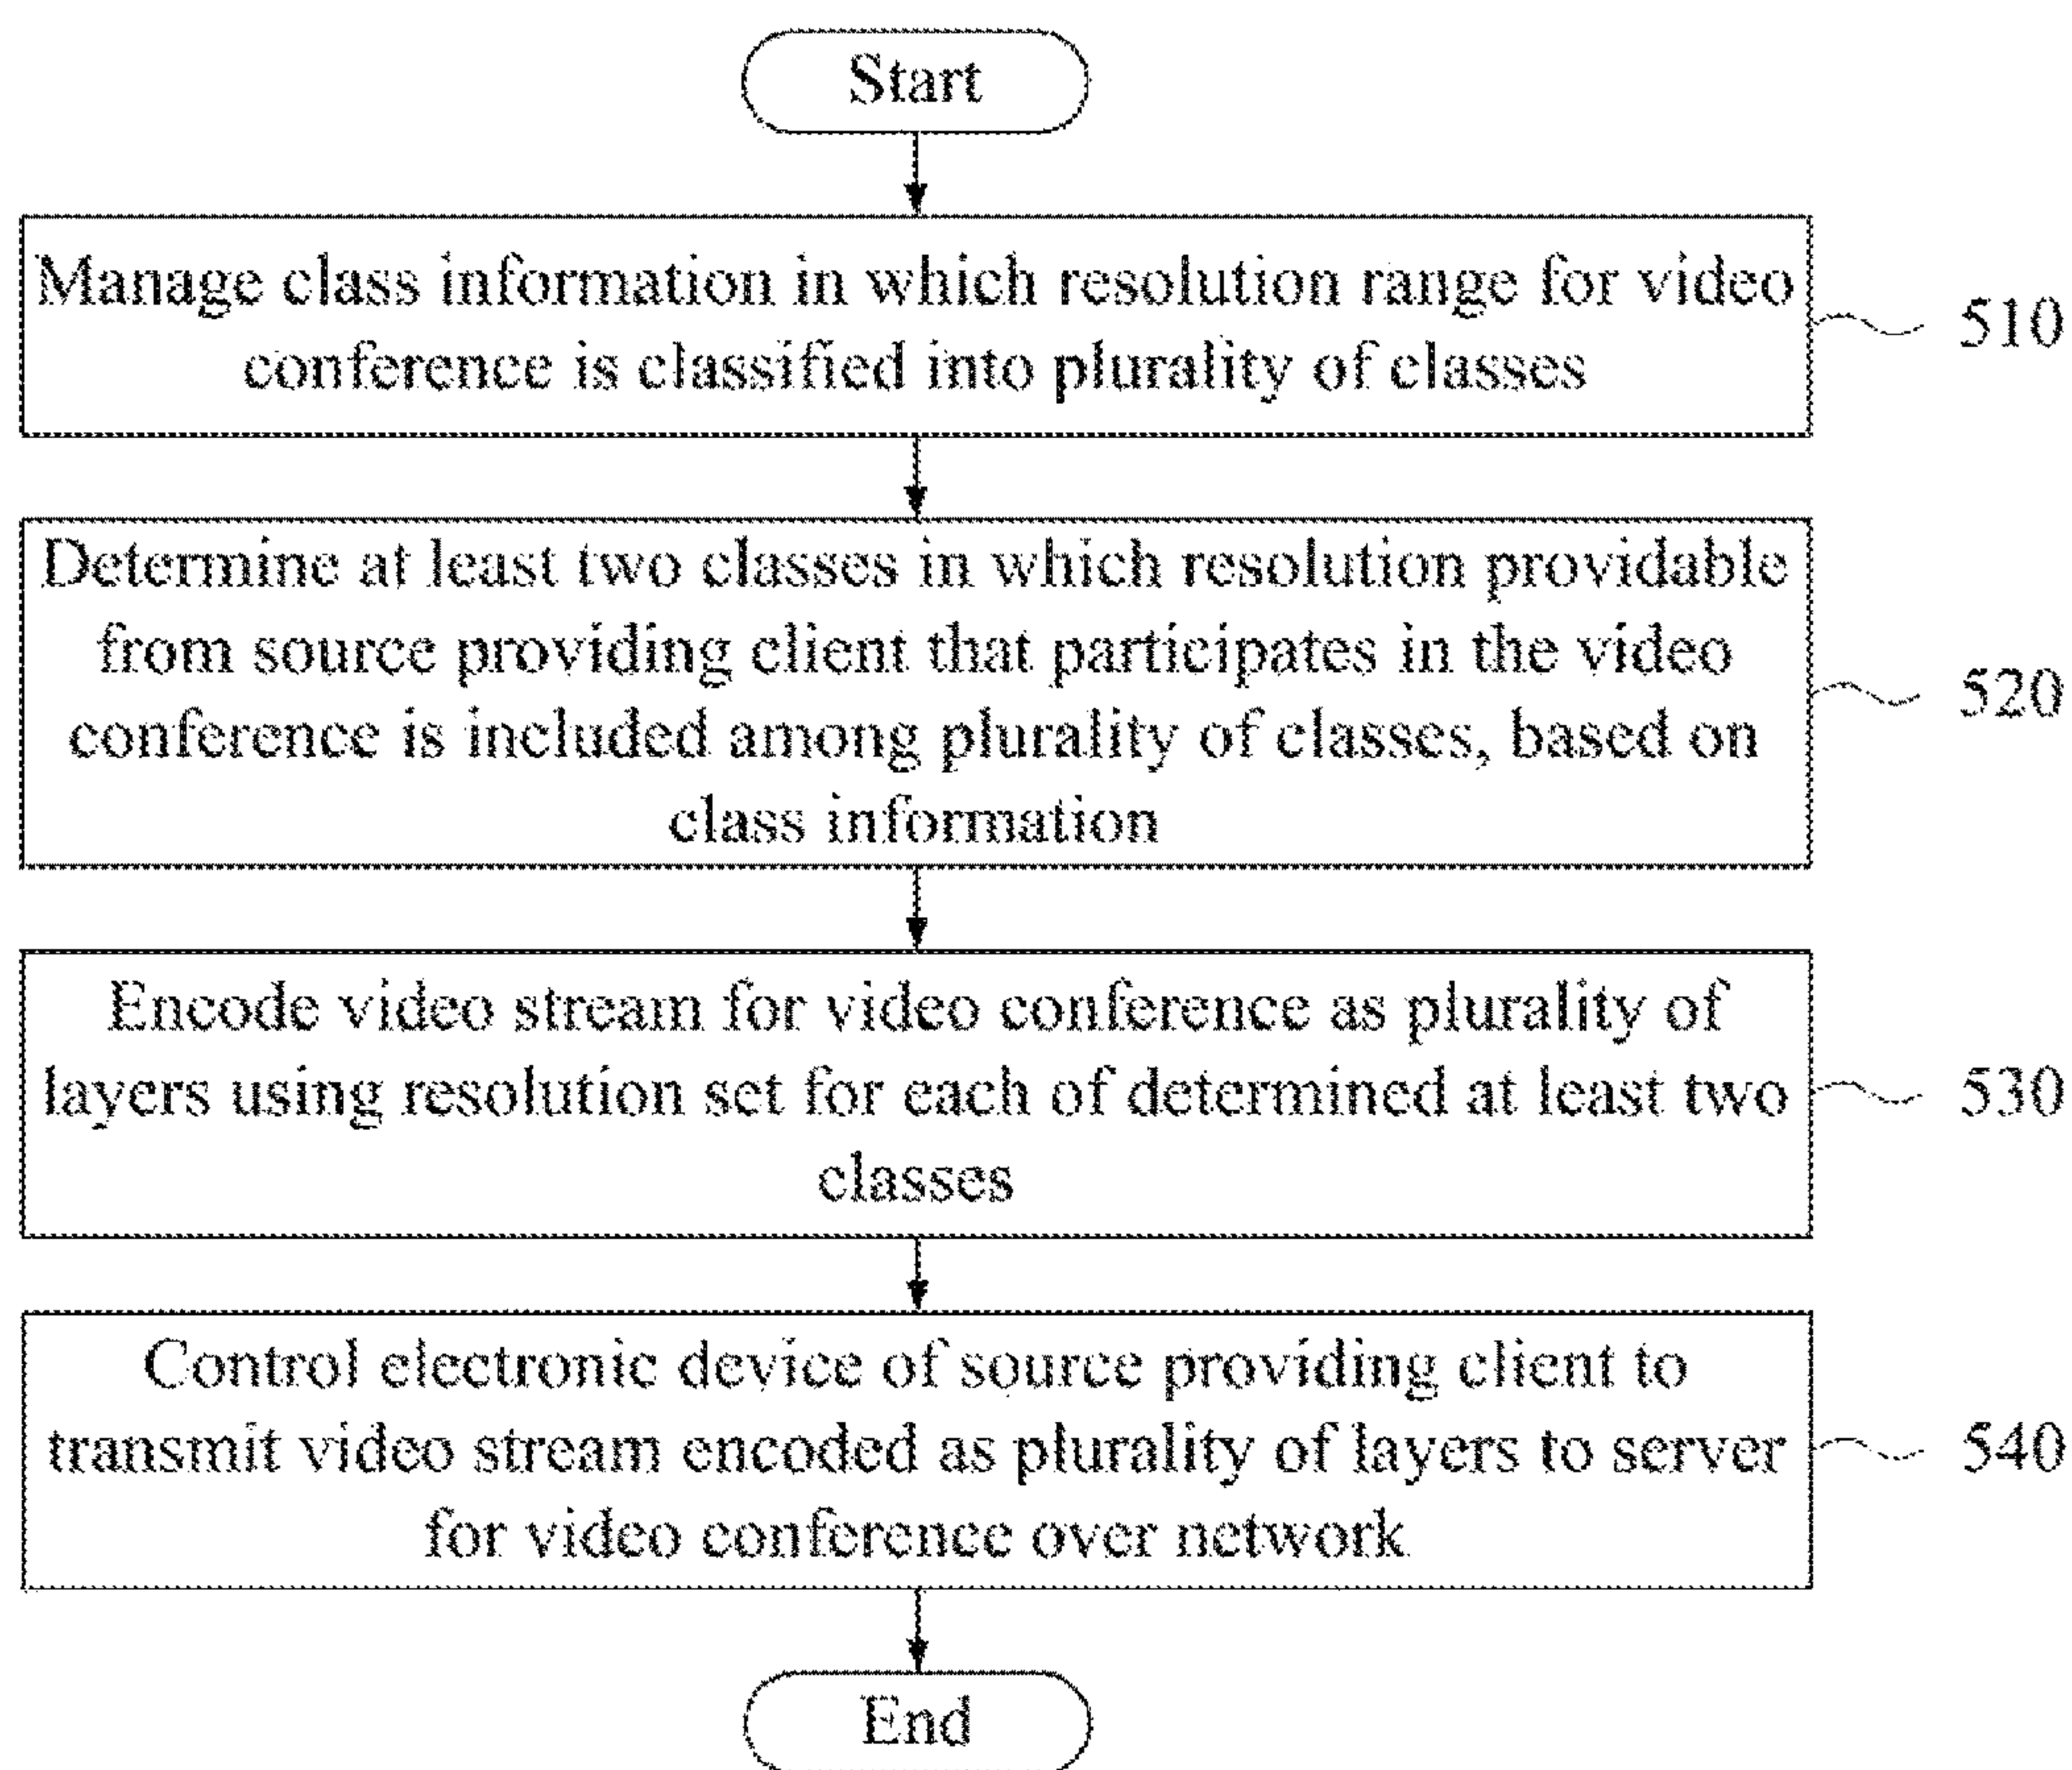 Start
Manage class information in which resolution range for video
conference is classified into plurality of classes
510
Determine at least two classes in which resolution providable
from source providing client that participates in the video
conference is included among plurality of classes, based on
class information
520
Encode video stream for video conference as plurality of
layers using resolution set for each of determined at least two
classes
530
Control electronic device of source providing client to
transmit video stream encoded as plurality of layers to server
for video conference over network
540
End